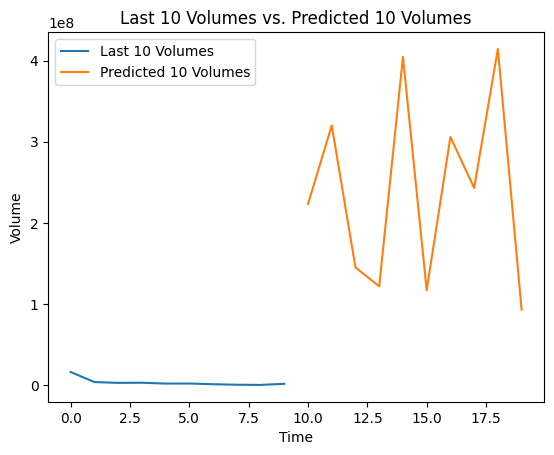 Last 10 Volumes vs. Predicted 10 Volumes
1e8
Last 10 Volumes
Predicted 10 Volumes
4
3
2
1
0
Volume
0.0 2.5 5.0 7.5 10.0 12.5 15.0 17.5
Time